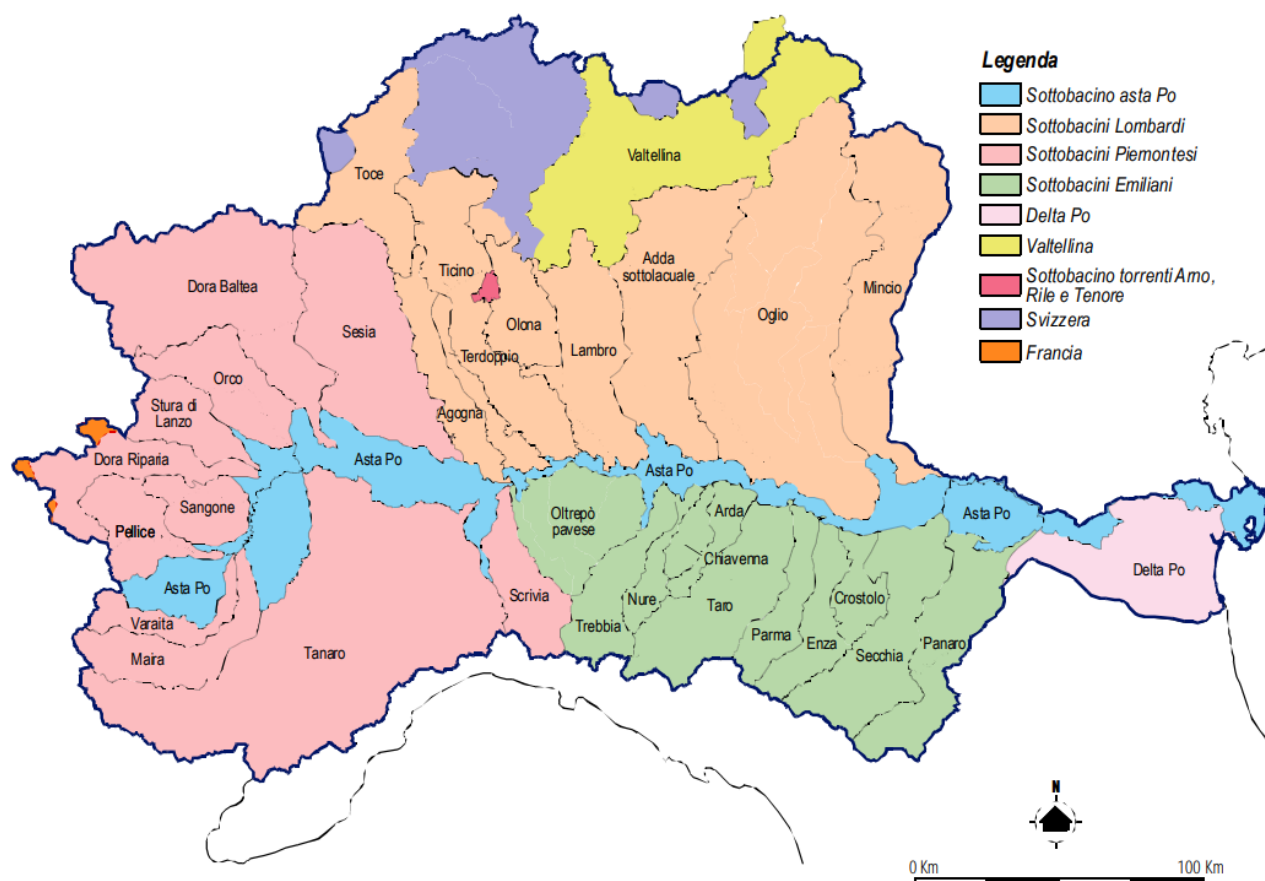 Legenda
Sottobacino asta Po
Sottobacini Lombardi
Sottobacini Piemontesi
Sottobacini Emiliani
Delta Po
Valtellina
Sottobacino torrenti Arno,
Rile e Tenore
Svizzera
Francia
Valtellina
Toce
Adda
sottolacuale
Ticino
Dora Baltea
Mincio
Oglio
Sesia
Olona
Lambro
Terdoppio
Orco
Stura di
Lanzo
Agogna
Dora Riparia
Asta Po
Asta Po
Sangone
Oltrepò
pavese
Arda
Asta Po
Pellice
Chiavenna
Delta Po
Asta Po
Scrivia
Nure
Taro
Crostolo
Varaita
Trebbia
Parma
Enza
Panaro
Maira
Tanaro
Secchia
N
0 Km
100 Km